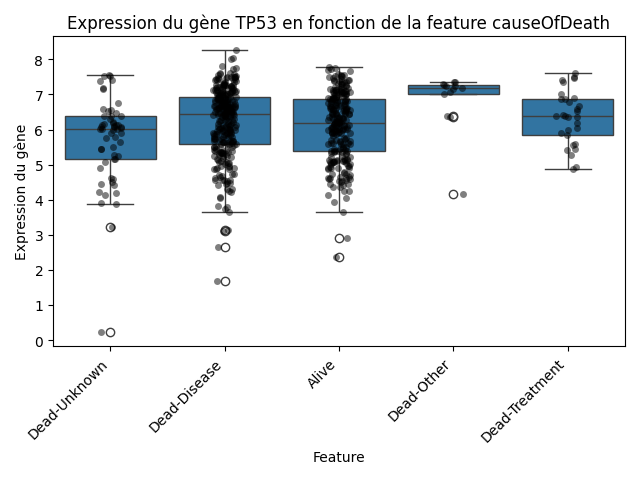 Expression du gène TP53 en fonction de la feature causeOfDeath
Expression du gène
8
7
6
5
4
3
2
1
0
Dead-Unknown
Dead-Disease
Alive
Dead-Other
Dead-Treatment
Feature